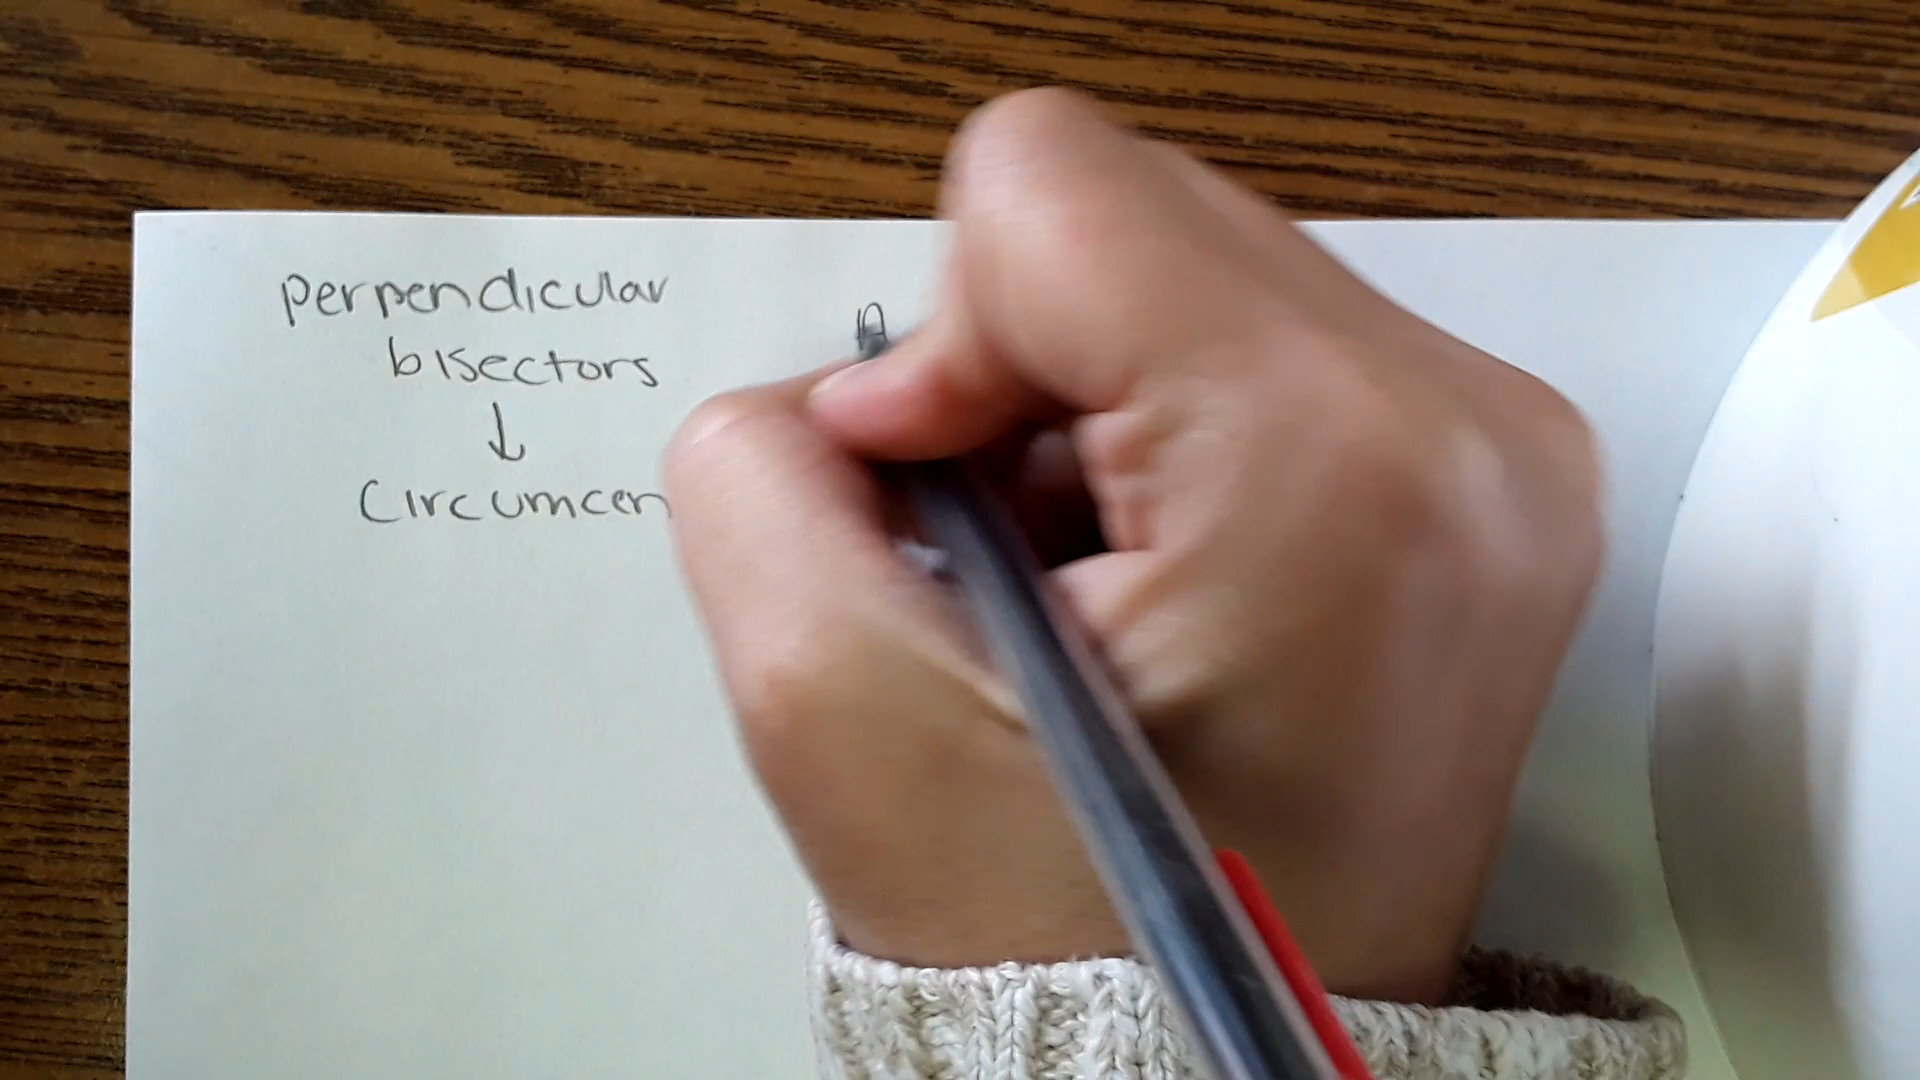 perpendicular
bisectors
↓
Circumcen
A